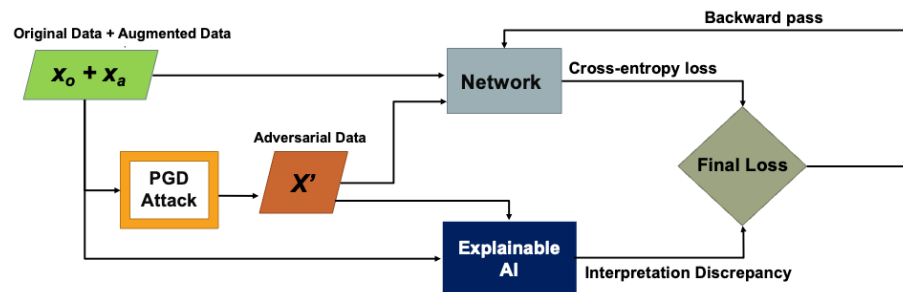 Backward pass
Original Data + Augmented Data
xₒ + xₐ
Network
Cross-entropy loss
Adversarial Data
PGD
Attack
X'
Final Loss
Explainable
AI
Interpretation Discrepancy